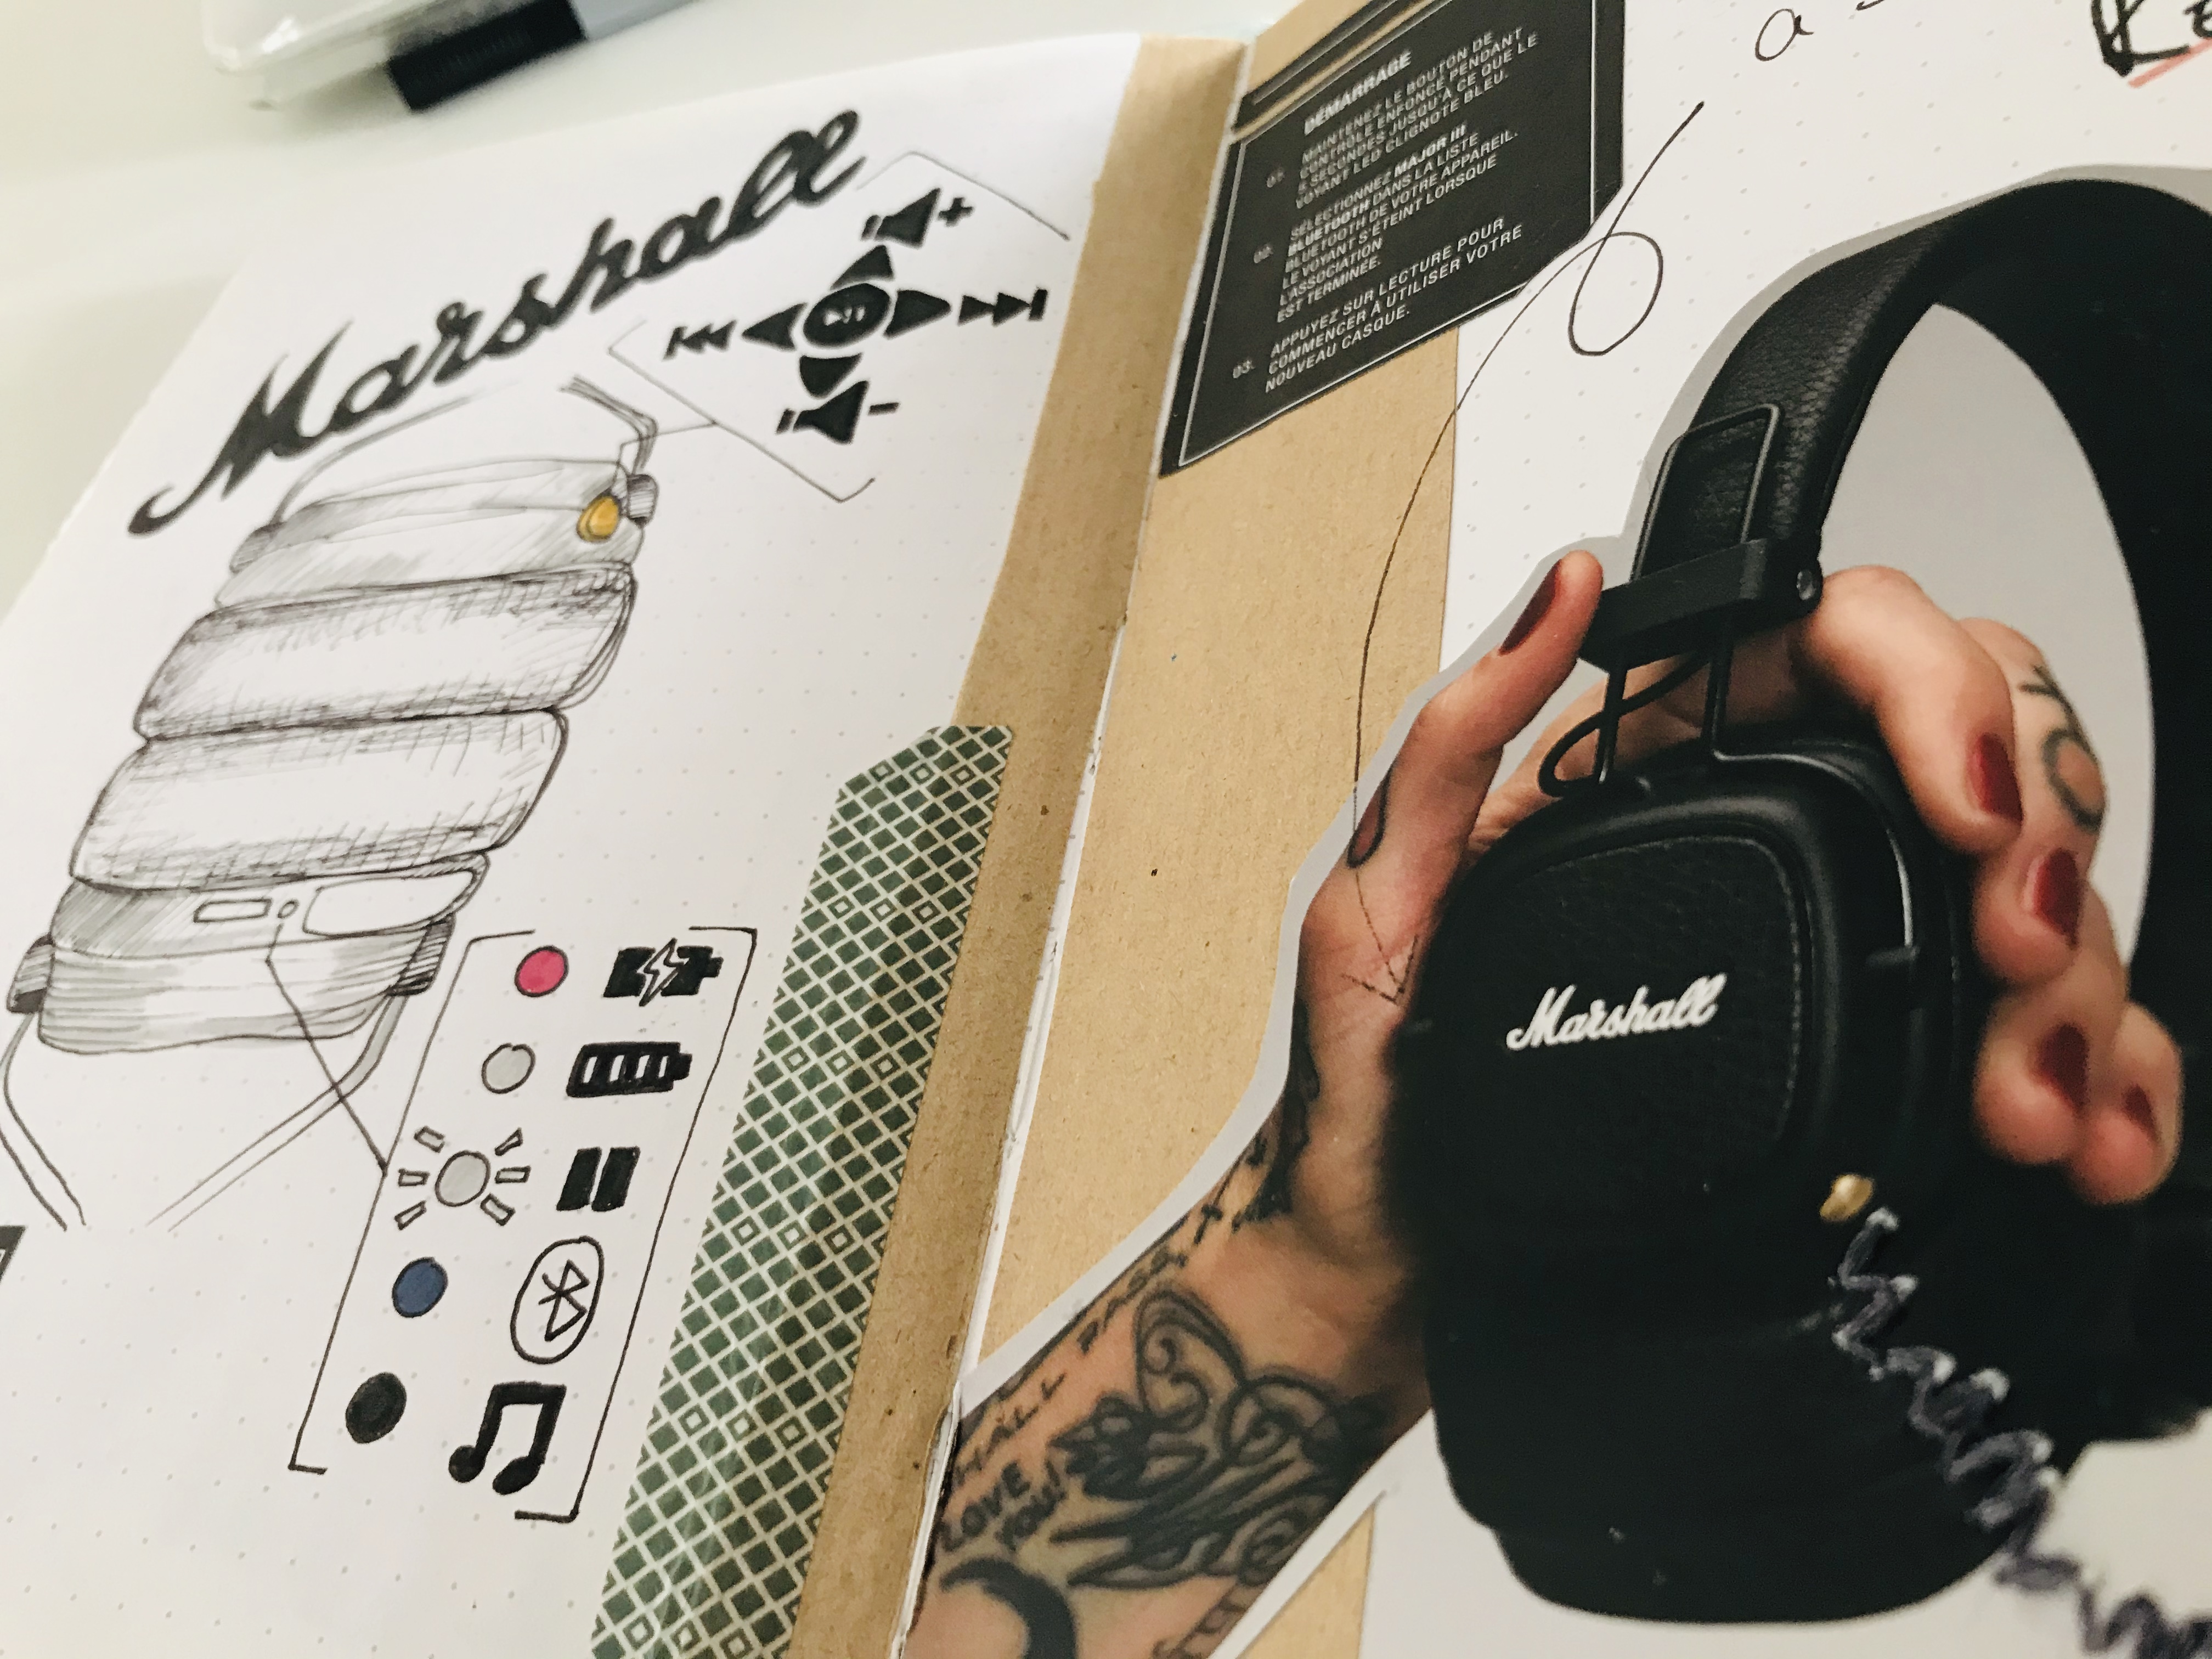 Marshall
DÉMARRAGE
01. MAINTENEZ LE BOUTON DE
CONTRÔLE ENFONCÉ PENDANT
SECONDES JUSQU'À CE QUE LE
VOYANT LED CLIGNOTE BLEU.
02. SÉLECTIONNEZ MAJOR III
BLUETOOTH DANS LA LISTE
BLUETOOTH DE VOTRE APPAREIL.
LE VOYANT S'ÉTEINT LORSQUE
L'ASSOCIATION
EST TERMINÉE.
03. APPUYEZ SUR LECTURE POUR
COMMENCER À UTILISER VOTRE
NOUVEAU CASQUE.
a
Marshall
LOVE
YOU!